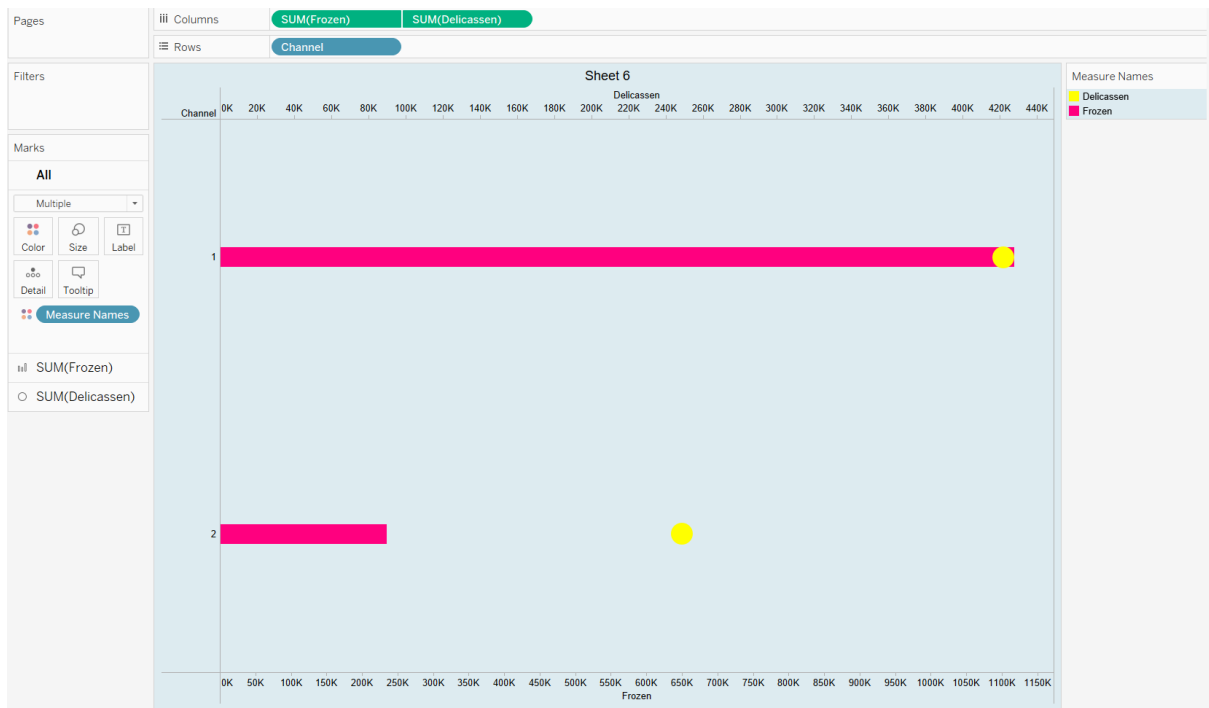 Pages
iii Columns
SUM(Frozen)
SUM(Delicassen)
Rows
Channel
Filters
Marks
All
Multiple
Color
Size
T
Label
Detail
Tooltip
Measure Names
SUM(Frozen)
SUM(Delicassen)
Sheet 6
Delicassen
Channel
0K 20K 40K 60K 80K 100K 120K 140K 160K 180K 200K 220K 240K 260K 280K 300K 320K 340K 360K 380K 400K 420K 440K
1
2
0K 50K 100K 150K 200K 250K 300K 350K 400K 450K 500K 550K 600K 650K 700K 750K 800K 850K 900K 950K 1000K 1050K 1100K 1150K
Frozen
Measure Names
Delicassen
Frozen